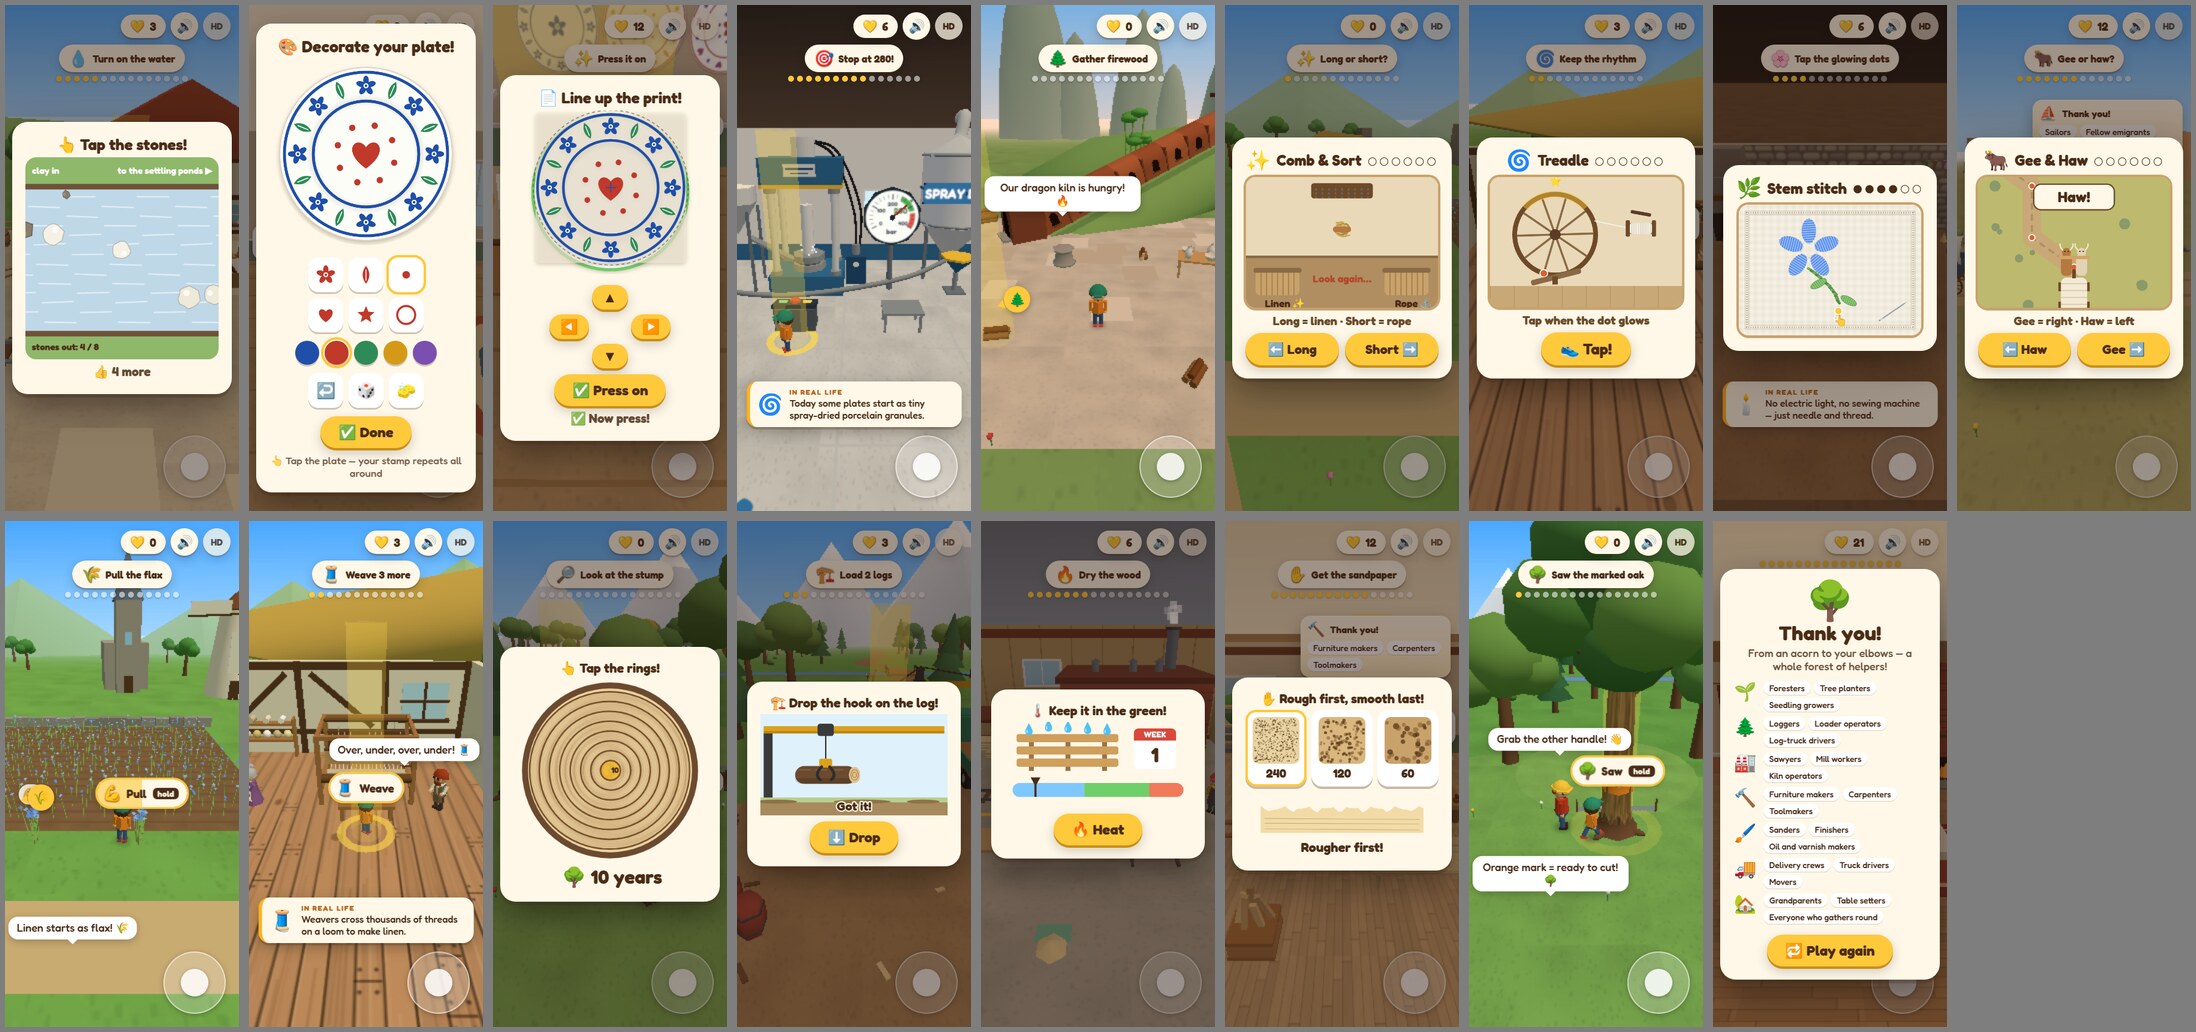 3
HD
Turn on the water
Tap the stones!
clay in
to the settling ponds ▶
stones out: 4 / 8
4 more
Decorate your plate!
Done
Tap the plate — your stamp repeats all
around
12
HD
Press it on
Line up the print!
Press on
Now press!
6
HD
Stop at 280!
bar
SPRAY
IN REAL LIFE
Today some plates start as tiny
spray-dried porcelain granules.
0
HD
Gather firewood
Our dragon kiln is hungry!
0
HD
Long or short?
Comb & Sort
Look again...
Linen
Rope
Long = linen · Short = rope
Long
Short
3
HD
Keep the rhythm
Treadle
Tap when the dot glows
Tap!
6
HD
Tap the glowing dots
Stem stitch
IN REAL LIFE
No electric light, no sewing machine
— just needle and thread.
12
HD
Gee or haw?
Thank you!
Sailors
Fellow emigrants
Gee & Haw
Haw!
Gee = right · Haw = left
Haw
Gee
0
HD
Pull the flax
Pull
hold
Linen starts as flax!
3
HD
Weave 3 more
Over, under, over, under!
Weave
IN REAL LIFE
Weavers cross thousands of threads
on a loom to make linen.
0
HD
Look at the stump
Tap the rings!
10
10 years
3
HD
Load 2 logs
Drop the hook on the log!
Got it!
Drop
6
HD
Dry the wood
Keep it in the green!
WEEK
1
Heat
12
HD
Get the sandpaper
Thank you!
Furniture makers
Carpenters
Toolmakers
Rough first, smooth last!
240
120
60
Rougher first!
0
HD
Saw the marked oak
Grab the other handle!
Saw
hold
Orange mark = ready to cut!
21
HD
Thank you!
From an acorn to your elbows — a
whole forest of helpers!
Foresters
Tree planters
Seedling growers
Loggers
Loader operators
Log-truck drivers
Sawyers
Mill workers
Kiln operators
Furniture makers
Carpenters
Toolmakers
Sanders
Finishers
Oil and varnish makers
Delivery crews
Truck drivers
Movers
Grandparents
Table setters
Everyone who gathers round
Play again